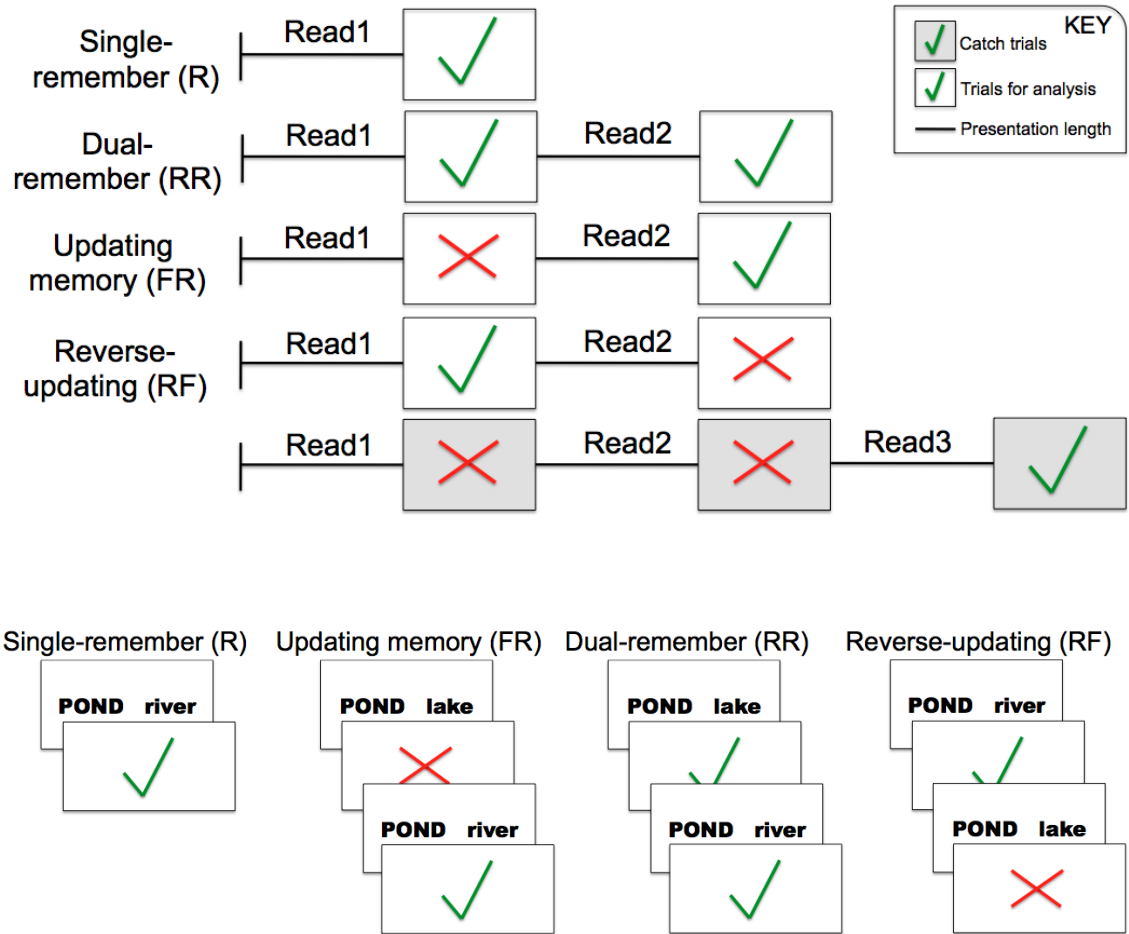 Single-
remember (R)
Read1
KEY
Catch trials
Trials for analysis
Presentation length
Dual-
remember (RR)
Read1
Read2
Updating
memory (FR)
Read1
Read2
Reverse-
updating (RF)
Read1
Read2
Read1
Read2
Read3
Single-remember (R)
POND river
Updating memory (FR)
POND lake
POND river
Dual-remember (RR)
POND lake
POND river
Reverse-updating (RF)
POND river
POND lake